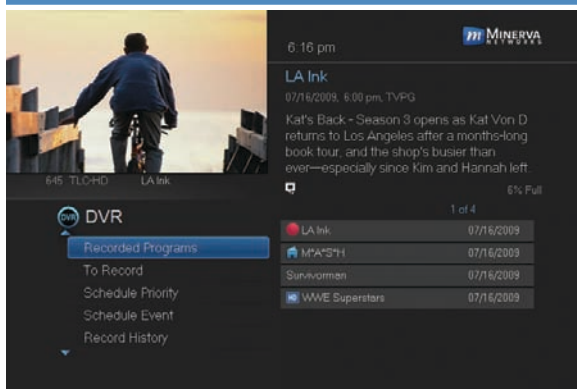 6:16 pm
m MINERVA
NETWORKS
LA Ink
07/16/2009, 6:00 pm, TVPG
Kat's Back - Season 3 opens as Kat Von D
returns to Los Angeles after a months-long
book tour, and the shop's busier than
ever—especially since Kim and Hannah left.
645 TLC-HD LA Ink
6% Full
DVR DVR
1 of 4
Recorded Programs
To Record
Schedule Priority
Schedule Event
Record History
LA Ink 07/16/2009
M*A*S*H 07/16/2009
Survivorman 07/16/2009
HD WWE Superstars 07/16/2009